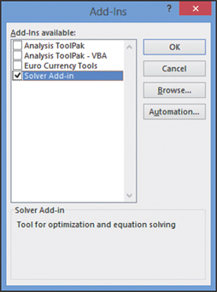 Add-Ins
?
Add-Ins available:
Analysis ToolPak
Analysis ToolPak - VBA
Euro Currency Tools
Solver Add-in
OK
Cancel
Browse...
Automation...
Solver Add-in
Tool for optimization and equation solving